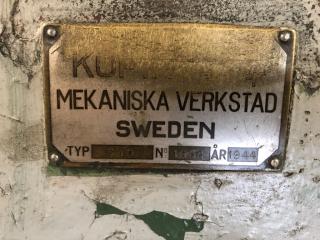 MEKANISKA VERKSTAD
SWEDEN
TYP Nº ÅR 1944